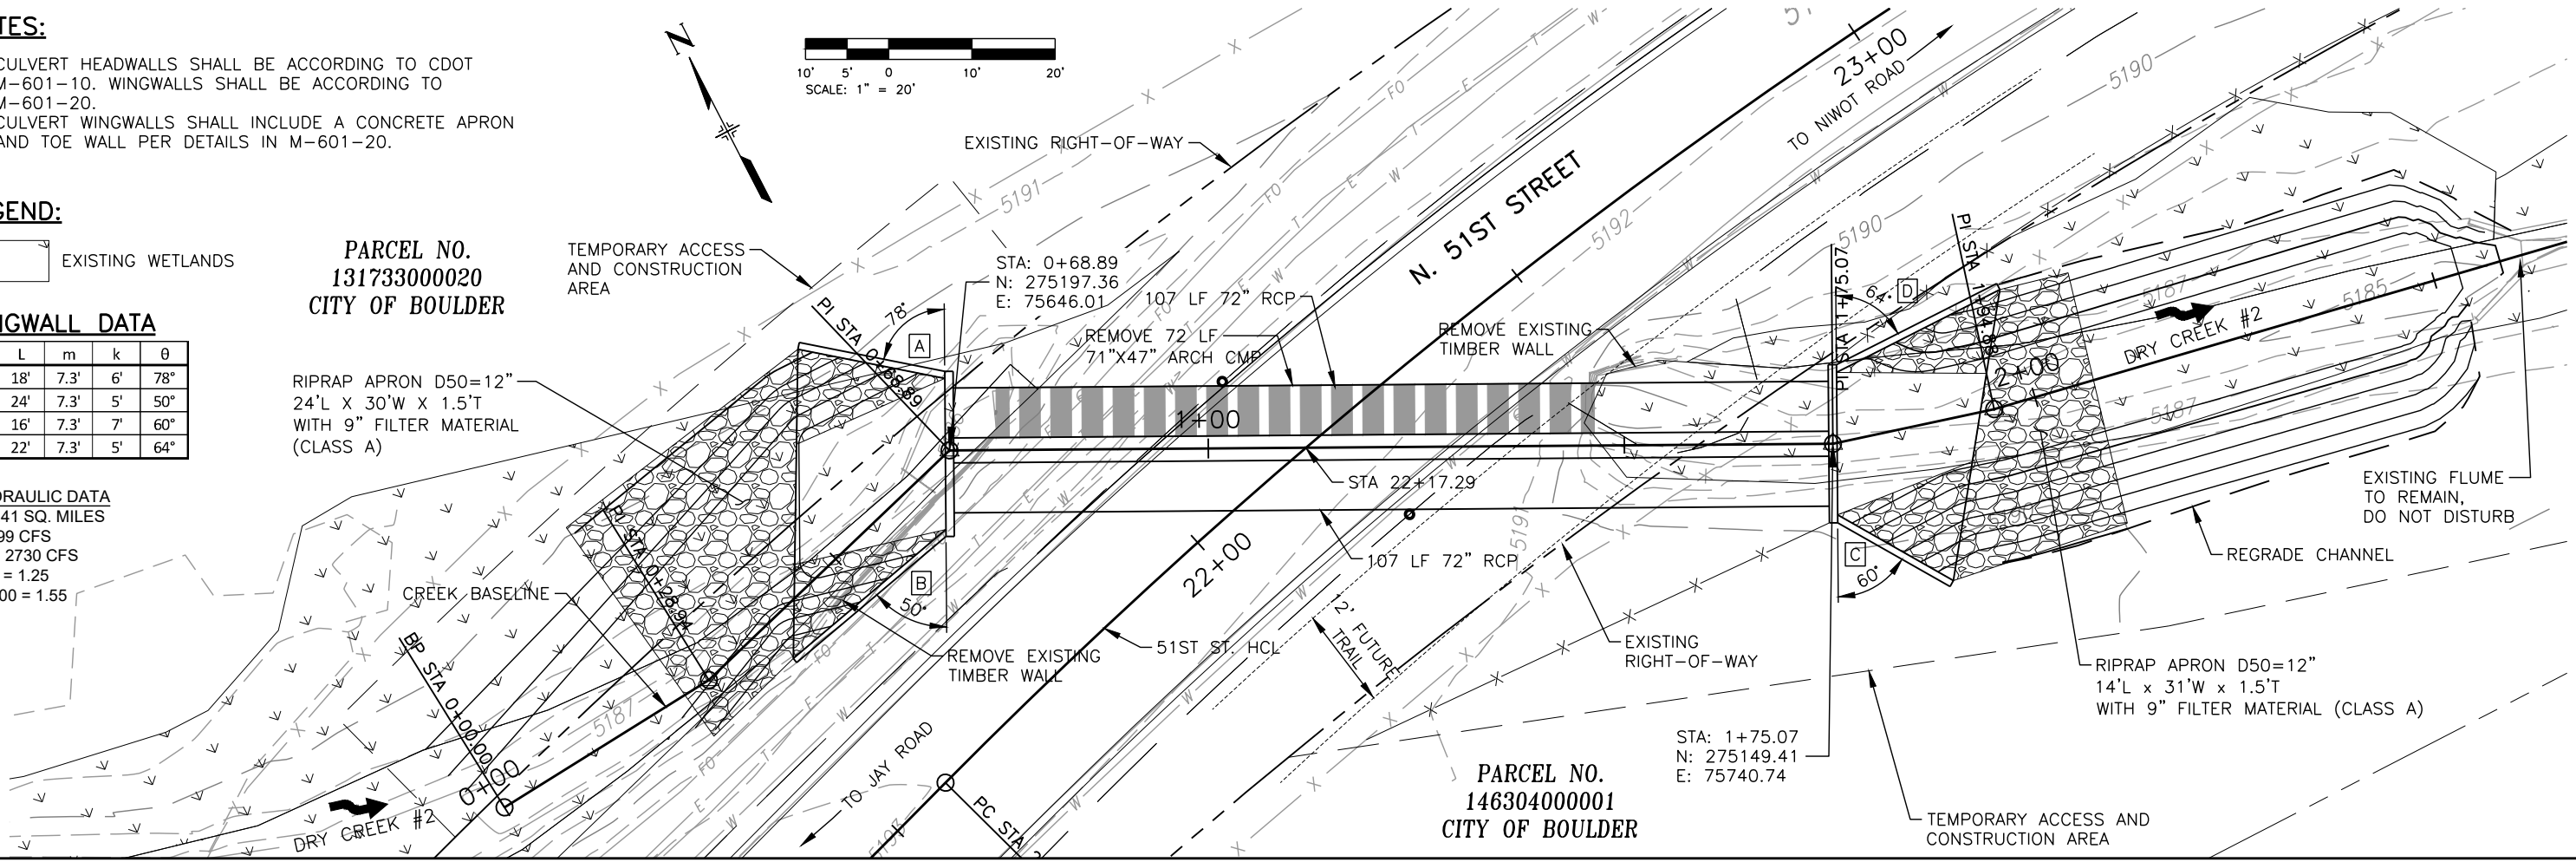 TES:
CULVERT HEADWALLS SHALL BE ACCORDING TO CDOT
M-601-10. WINGWALLS SHALL BE ACCORDING TO
M-601-20.
CULVERT WINGWALLS SHALL INCLUDE A CONCRETE APRON
AND TOE WALL PER DETAILS IN M-601-20.
GEND:
EXISTING WETLANDS
NGWALL DATA
L m k θ
18' 7.3' 6' 78°
24' 7.3' 5' 50°
16' 7.3' 7' 60°
22' 7.3' 5' 64°
DRAULIC DATA
41 SQ. MILES
99 CFS
2730 CFS
= 1.25
00 = 1.55
PARCEL NO.
131733000020
CITY OF BOULDER
RIPRAP APRON D50=12"
24'L X 30'W X 1.5'T
WITH 9" FILTER MATERIAL
(CLASS A)
CREEK BASELINE
BP STA 0+00.00
0+00
DRY CREEK #2
5187
PI STA 0+28.94
N
10' 5' 0 10' 20'
SCALE: 1" = 20'
TEMPORARY ACCESS
AND CONSTRUCTION
AREA
EXISTING RIGHT-OF-WAY
5191
STA: 0+68.89
N: 275197.36
E: 75646.01
PI STA 0+68.89
78°
A
B
50°
107 LF 72" RCP
REMOVE 72 LF
71"X47" ARCH CMP
1+00
REMOVE EXISTING
TIMBER WALL
N. 51ST STREET
5192
23+00
TO NIWOT ROAD
5190
5190
REMOVE EXISTING
TIMBER WALL
STA 22+17.29
107 LF 72" RCP
22+00
51ST ST. HCL
TO JAY ROAD
5193
PC STA
12' FUTURE
TRAIL
5191
EXISTING
RIGHT-OF-WAY
PI STA 1+75.07
64°
D
C
60°
PI STA 1+94.68
2+00
5187
5185
DRY CREEK #2
5187
EXISTING FLUME
TO REMAIN,
DO NOT DISTURB
REGRADE CHANNEL
RIPRAP APRON D50=12"
14'L x 31'W x 1.5'T
WITH 9" FILTER MATERIAL (CLASS A)
STA: 1+75.07
N: 275149.41
E: 75740.74
PARCEL NO.
146304000001
CITY OF BOULDER
TEMPORARY ACCESS AND
CONSTRUCTION AREA